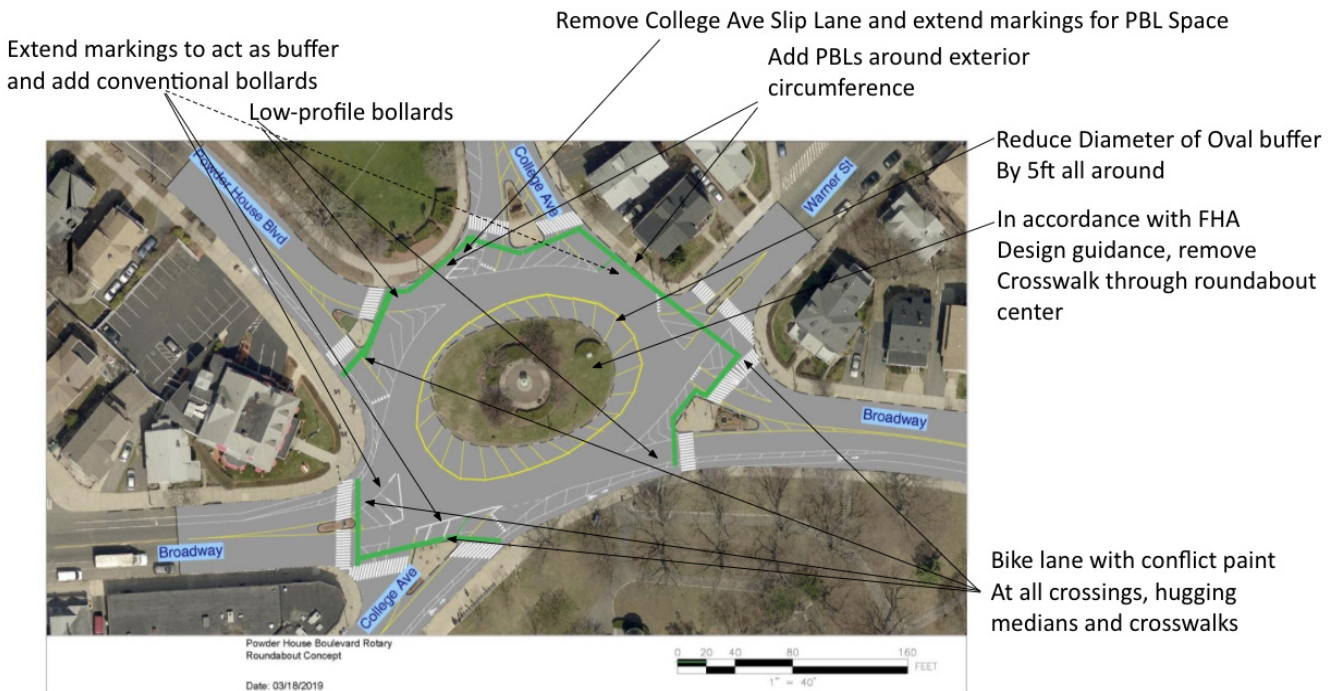 Remove College Ave Slip Lane and extend markings for PBL Space
Extend markings to act as buffer
and add conventional bollards
Add PBLs around exterior
circumference
Low-profile bollards
Reduce Diameter of Oval buffer
By 5ft all around
In accordance with FHA
Design guidance, remove
Crosswalk through roundabout
center
Powder House Blvd
College Ave
Warner St
Broadway
Broadway
College Ave
Bike lane with conflict paint
At all crossings, hugging
medians and crosswalks
Powder House Boulevard Rotary
Roundabout Concept
Date: 03/18/2019
0 20 40 80 160
FEET
1" = 40'